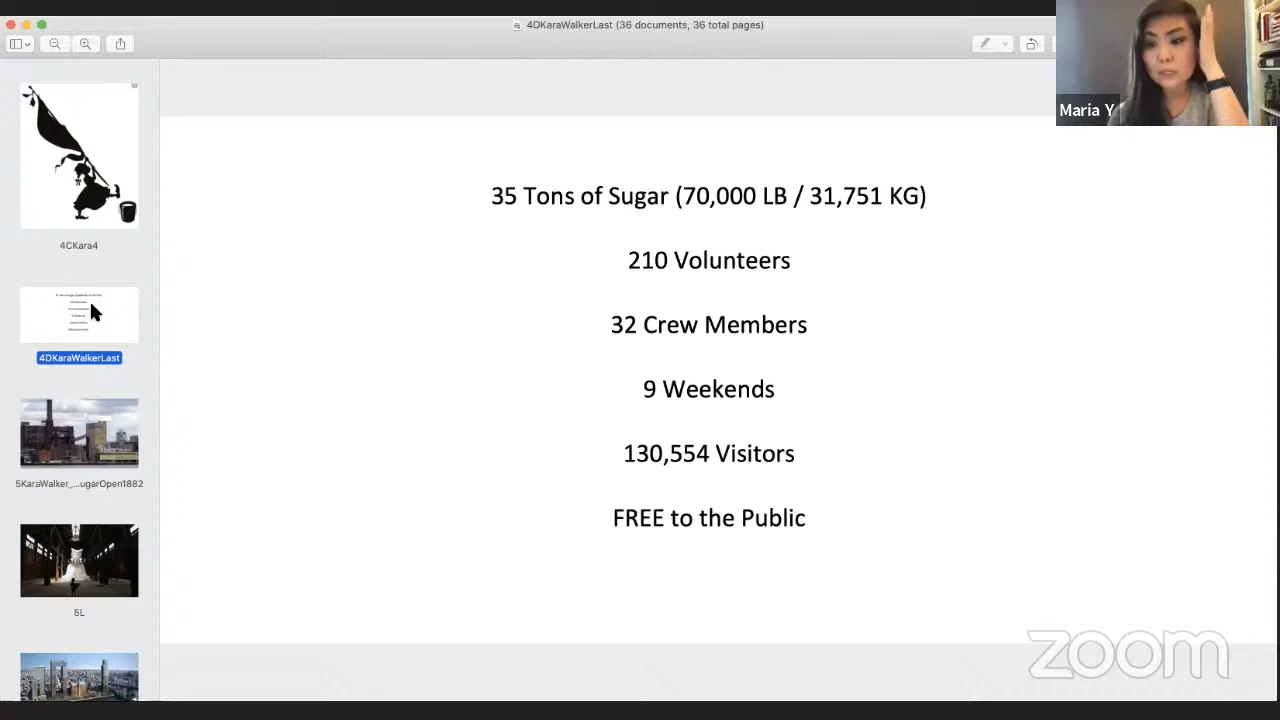 4DKaraWalkerLast (36 documents, 36 total pages)
Maria Y
4CKara4
4DKaraWalkerLast
5KaraWalker_...ugarOpen1882
5L
35 Tons of Sugar (70,000 LB / 31,751 KG)
210 Volunteers
32 Crew Members
9 Weekends
130,554 Visitors
FREE to the Public
zoom